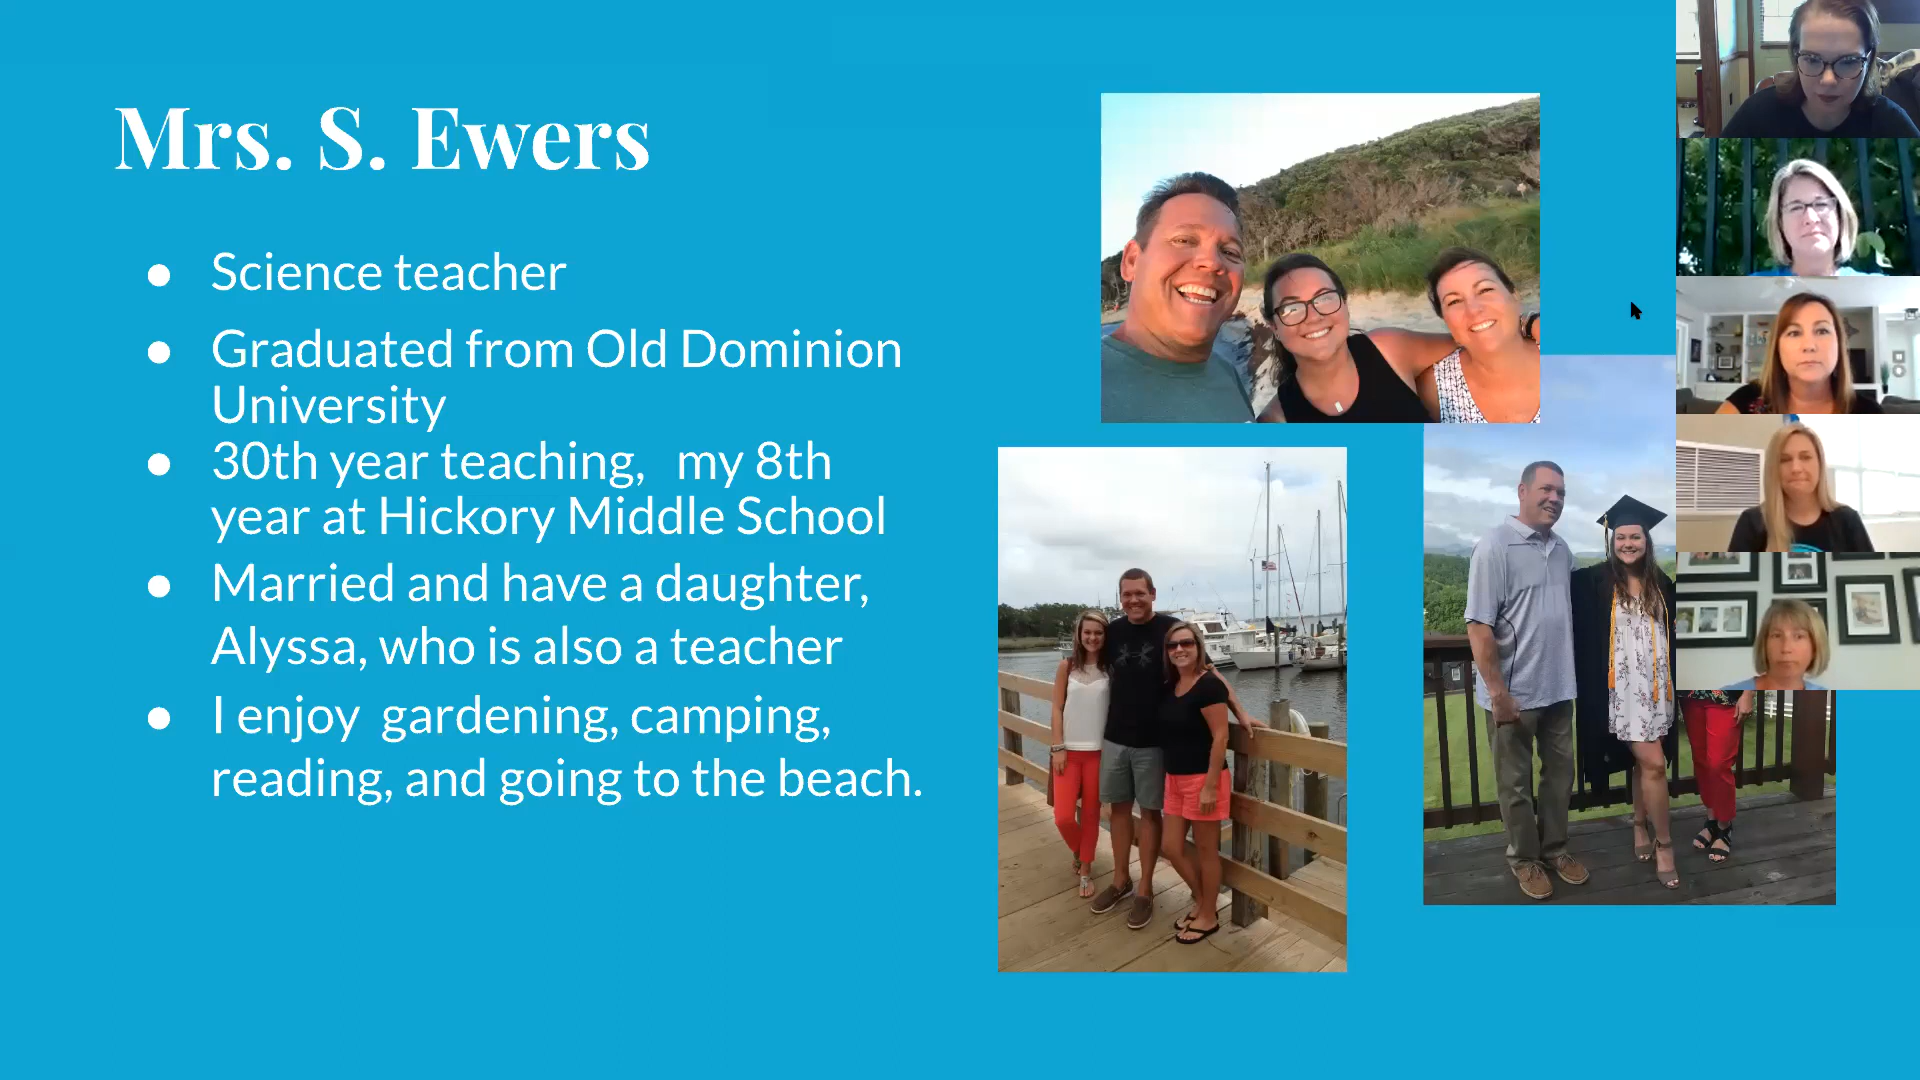 Mrs. S. Ewers
● Science teacher
● Graduated from Old Dominion
University
● 30th year teaching,   my 8th
year at Hickory Middle School
● Married and have a daughter,
Alyssa, who is also a teacher
● I enjoy  gardening, camping,
reading, and going to the beach.